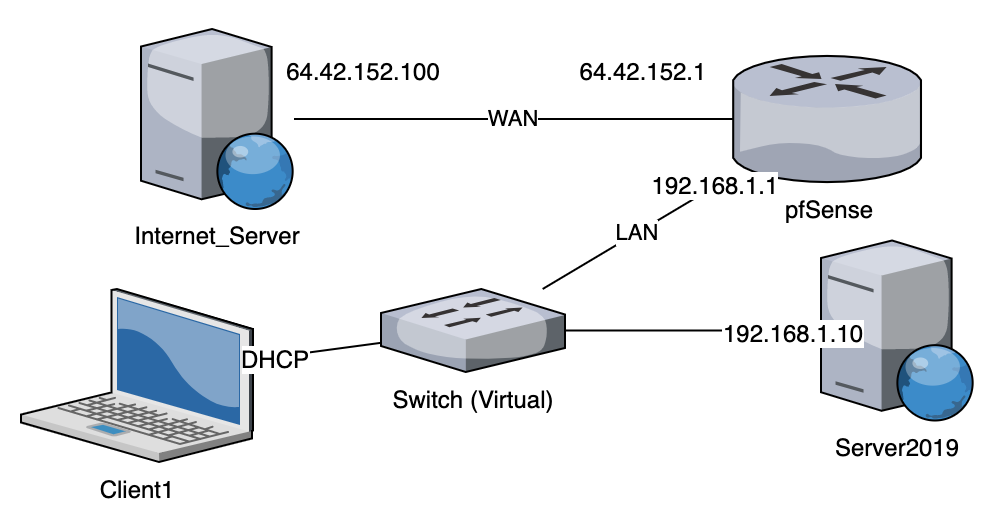 64.42.152.100
64.42.152.1
WAN
192.168.1.1
pfSense
Internet_Server
LAN
192.168.1.10
DHCP
Switch (Virtual)
Server2019
Client1